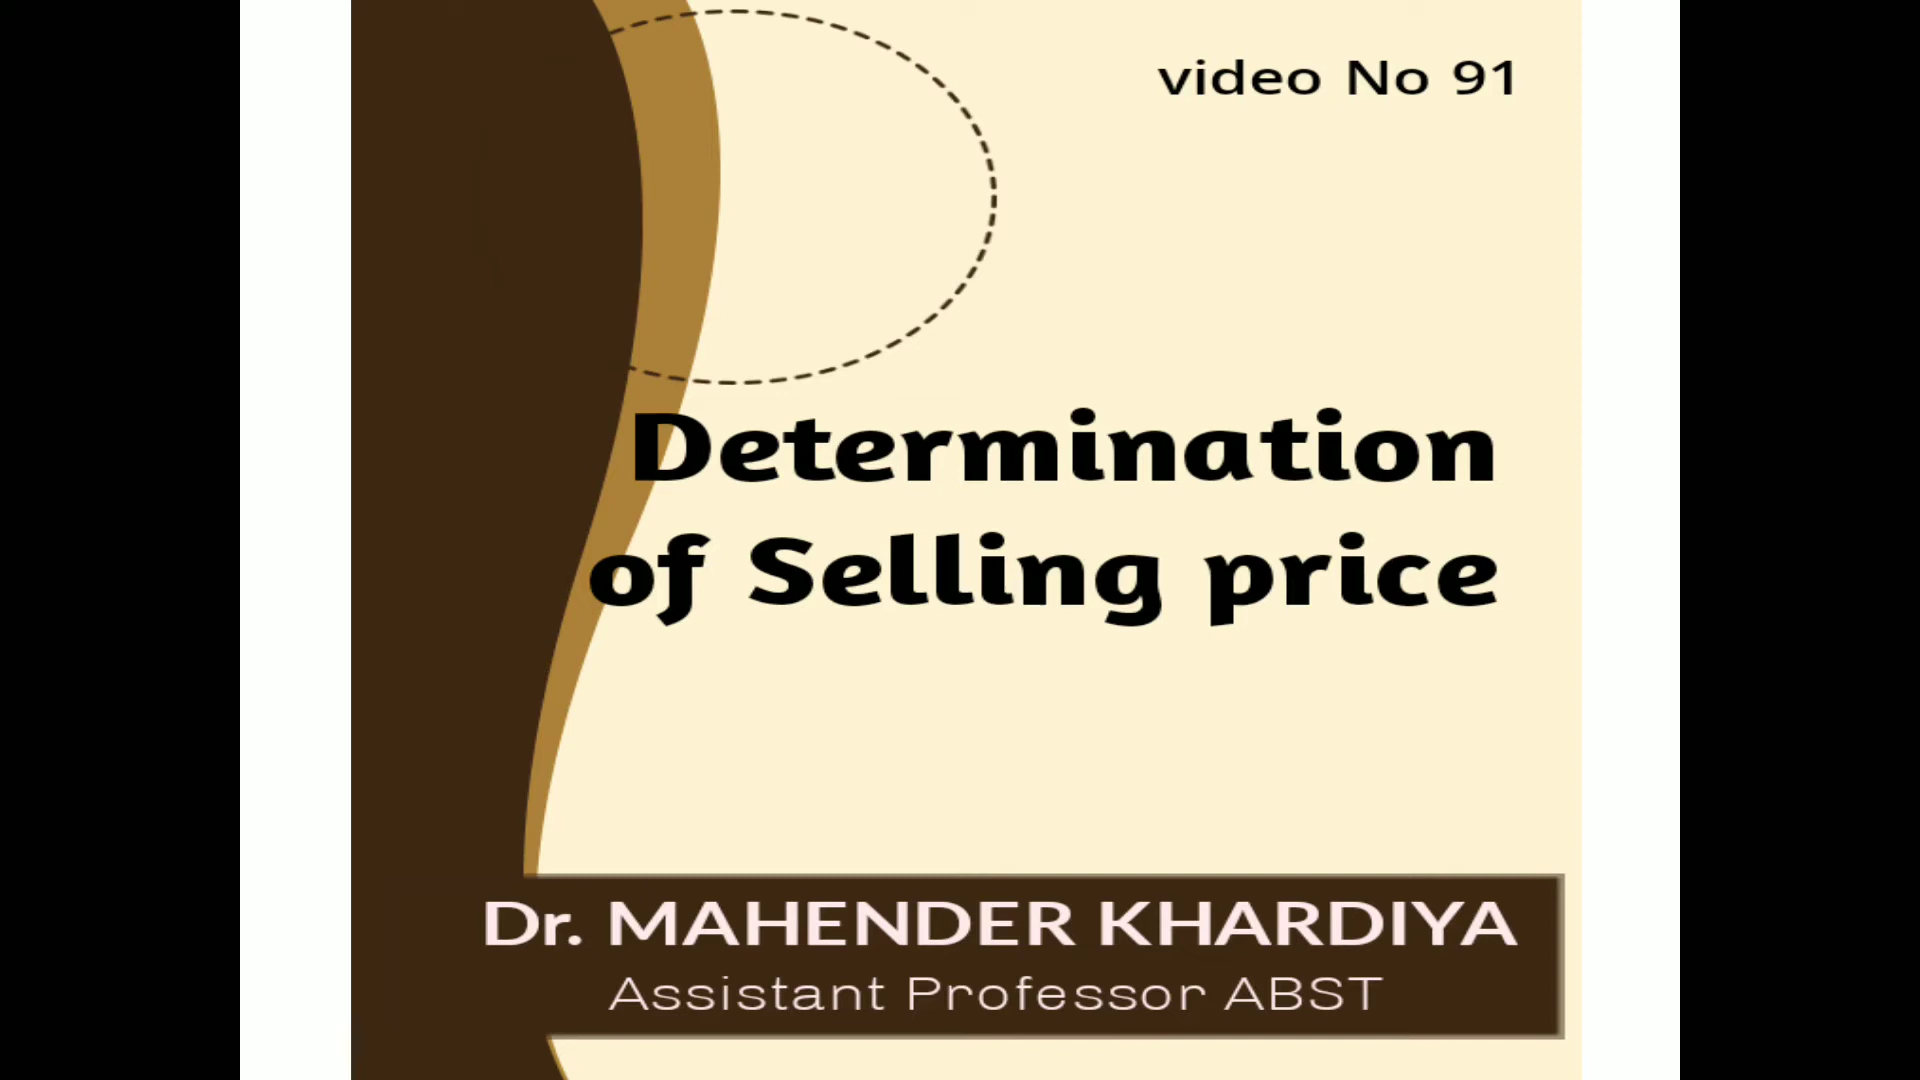 video No 91
Determination
of Selling price
Dr. MAHENDER KHARDIYA
Assistant Professor ABST